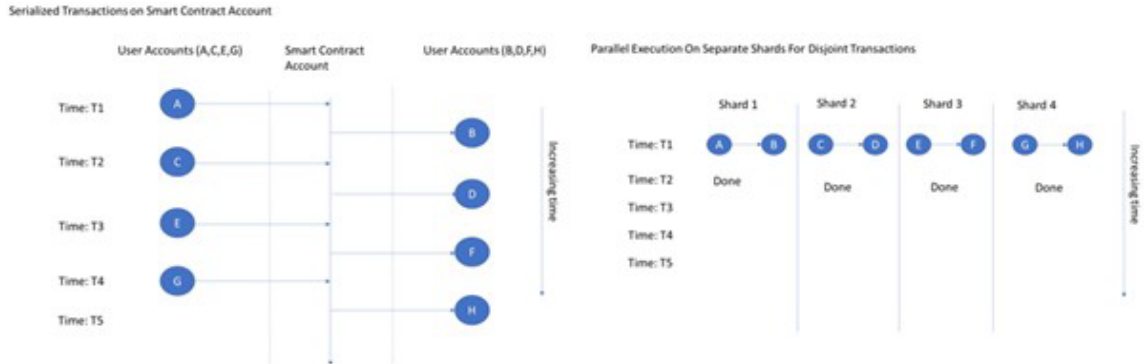 Serialized Transactions on Smart Contract Account
User Accounts (A,C,E,G)
Smart Contract
Account
User Accounts (B,D,F,H)
Time: T1
A
B
Time: T2
C
D
Time: T3
E
F
Time: T4
G
H
Time: T5
Increasing time
Parallel Execution On Separate Shards For Disjoint Transactions
Shard 1
Shard 2
Shard 3
Shard 4
Time: T1
A
B
C
D
E
F
G
H
Time: T2
Done
Done
Done
Done
Time: T3
Time: T4
Time: T5
Increasing time